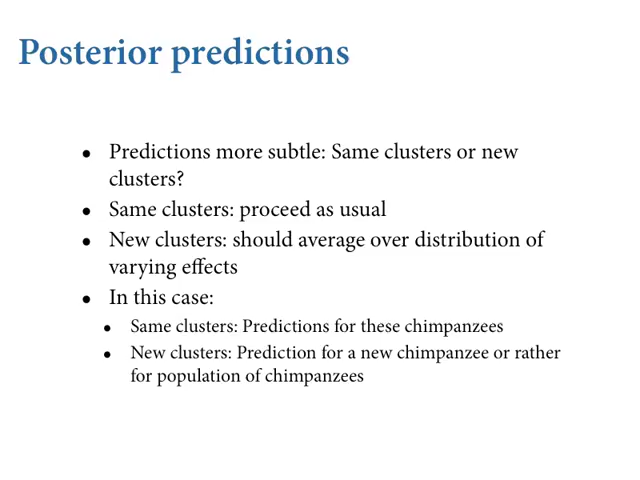 Posterior predictions
• Predictions more subtle: Same clusters or new
clusters?
• Same clusters: proceed as usual
• New clusters: should average over distribution of
varying effects
• In this case:
• Same clusters: Predictions for these chimpanzees
• New clusters: Prediction for a new chimpanzee or rather
for population of chimpanzees